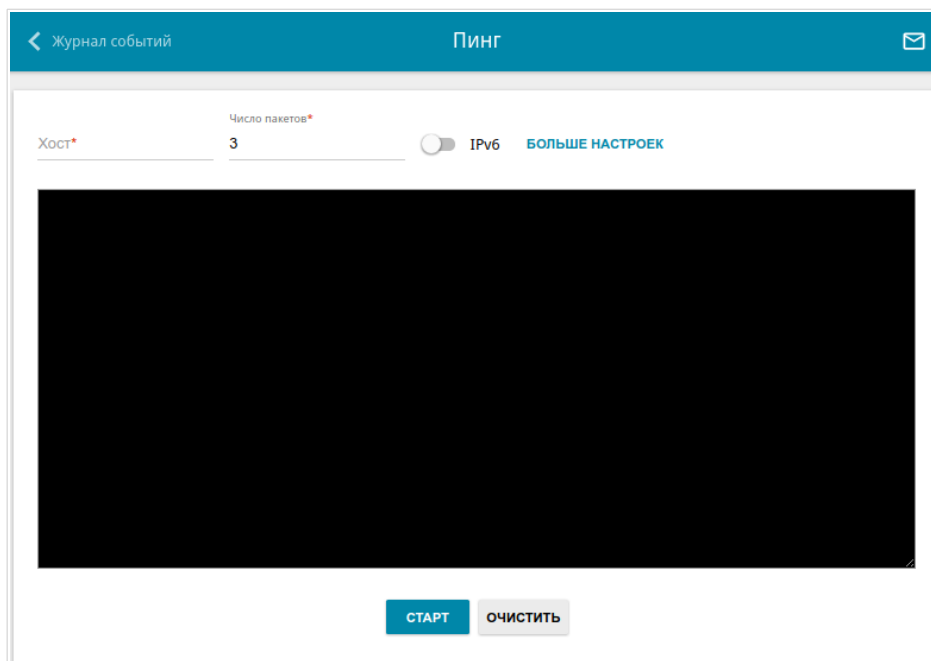 Журнал событий
Пинг
Число пакетов*
Хост*
3
IPv6
БОЛЬШЕ НАСТРОЕК
СТАРТ
ОЧИСТИТЬ